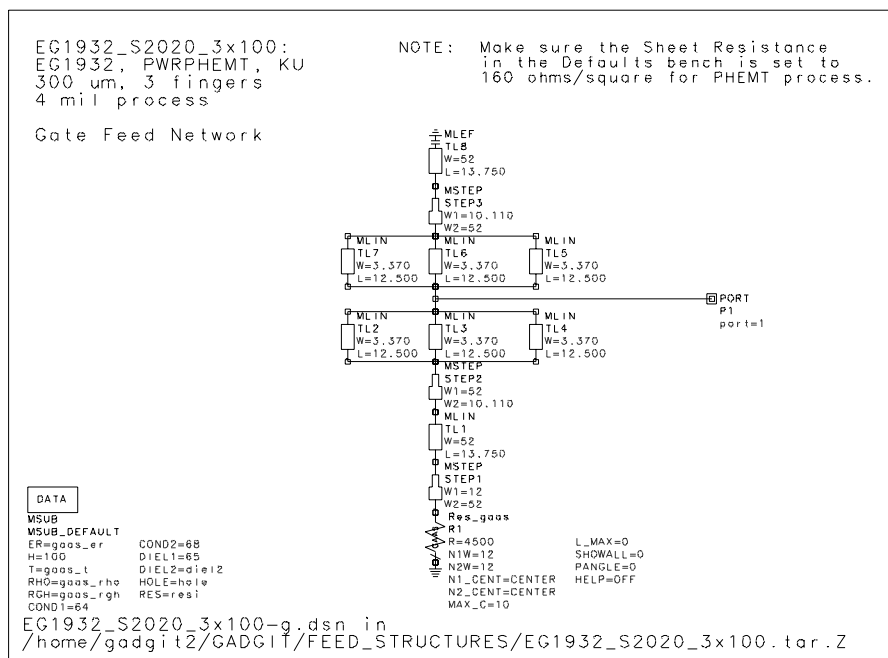 EG1932_S2020_3x100:
EG1932, PWRPHEMT, KU
300 um, 3 fingers
4 mil process
NOTE: Make sure the Sheet Resistance
in the Defaults bench is set to
160 ohms/square for PHEMT process.
Gate Feed Network
MLEF
TL8
W=52
L=13.750
MSTEP
STEP3
W1=10.110
W2=52
MLIN
TL7
W=3.370
L=12.500
MLIN
TL6
W=3.370
L=12.500
MLIN
TL5
W=3.370
L=12.500
PORT
P1
port=1
MLIN
TL2
W=3.370
L=12.500
MLIN
TL3
W=3.370
L=12.500
MLIN
TL4
W=3.370
L=12.500
MSTEP
STEP2
W1=52
W2=10.110
MLIN
TL1
W=52
L=13.750
MSTEP
STEP1
W1=12
W2=52
Res_gaas
R1
R=4500
N1W=12
N2W=12
N1_CENT=CENTER
N2_CENT=CENTER
MAX_C=10
L_MAX=0
SHOWALL=0
PANGLE=0
HELP=OFF
DATA
MSUB
MSUB_DEFAULT
ER=gaas_er
H=100
T=gaas_t
RHO=gaas_rho
RGH=gaas_rgh
COND1=64
COND2=68
DIEL1=65
DIEL2=diel2
HOLE=hole
RES=resi
EG1932_S2020_3x100-g.dsn in
/home/gadgit2/GADGIT/FEED_STRUCTURES/EG1932_S2020_3x100.tar.Z